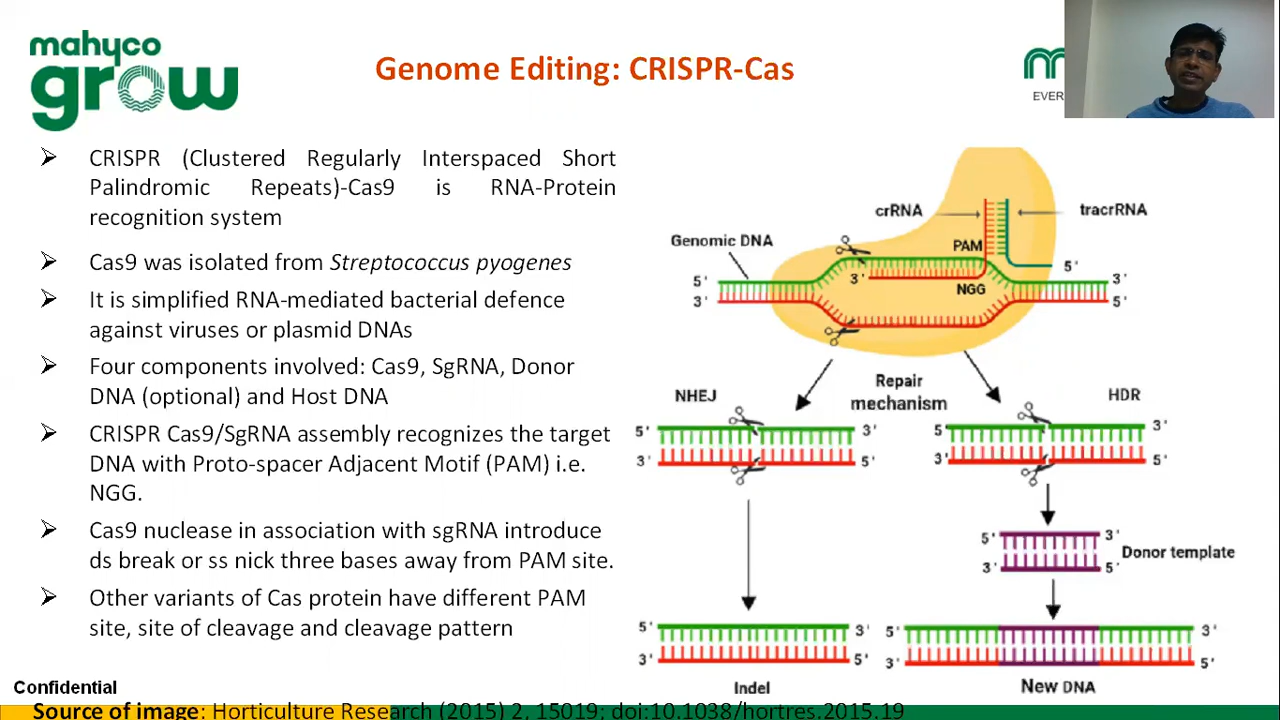 mahyco
grow
Genome Editing: CRISPR-Cas
EVER
➤ CRISPR (Clustered Regularly Interspaced Short
Palindromic Repeats)-Cas9 is RNA-Protein
recognition system
➤ Cas9 was isolated from Streptococcus pyogenes
➤ It is simplified RNA-mediated bacterial defence
against viruses or plasmid DNAs
➤ Four components involved: Cas9, SgRNA, Donor
DNA (optional) and Host DNA
➤ CRISPR Cas9/SgRNA assembly recognizes the target
DNA with Proto-spacer Adjacent Motif (PAM) i.e.
NGG.
➤ Cas9 nuclease in association with sgRNA introduce
ds break or ss nick three bases away from PAM site.
➤ Other variants of Cas protein have different PAM
site, site of cleavage and cleavage pattern
crRNA
tracrRNA
Genomic DNA
PAM
5'
3'
NGG
5'
3'
3'
5'
Repair
mechanism
NHEJ
HDR
5'
3'
3'
5'
5
3'
3'
5'
5'
3'
3'
5'
Donor template
5'
3'
3'
5'
5'
3'
3'
5'
Indel
New DNA
Confidential
Source of image: Horticulture Research (2015) 2, 15019; doi:10.1038/hortres.2015.19